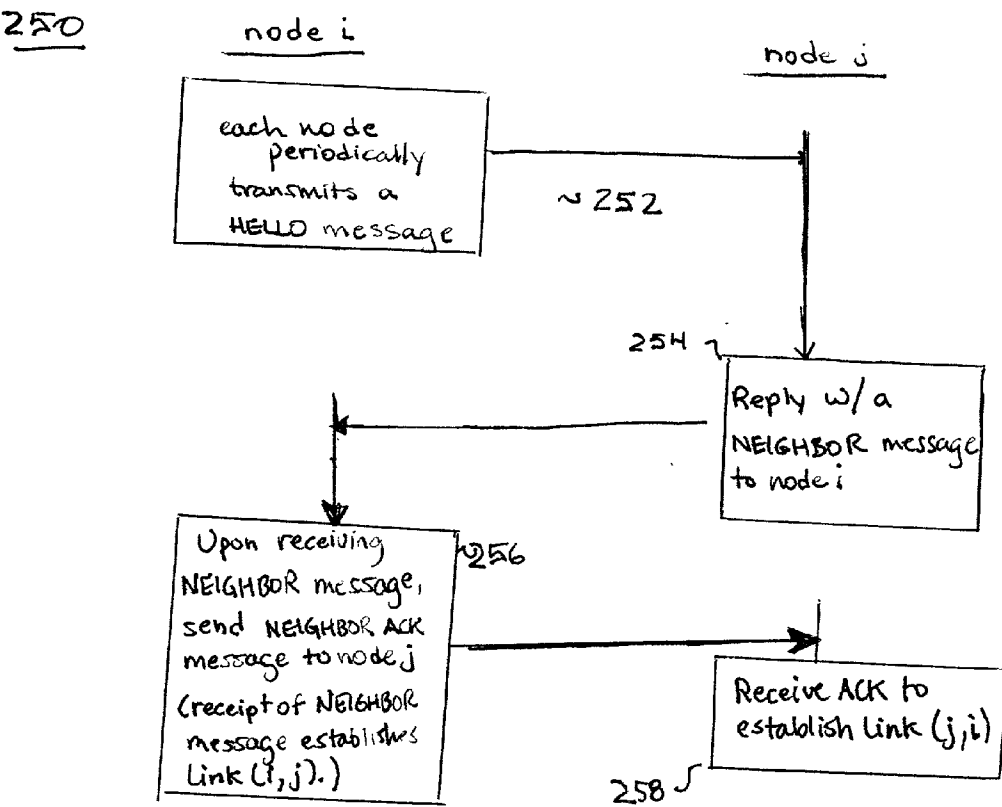 250
node i
node j
each node
periodically
transmits a
HELLO message
~ 252
254
Reply w/ a
NEIGHBOR message
to node i
Upon receiving
NEIGHBOR message,
send NEIGHBOR ACK
message to node j
(receipt of NEIGHBOR
message establishes
Link (i, j).)
256
Receive ACK to
establish Link (j,i)
258